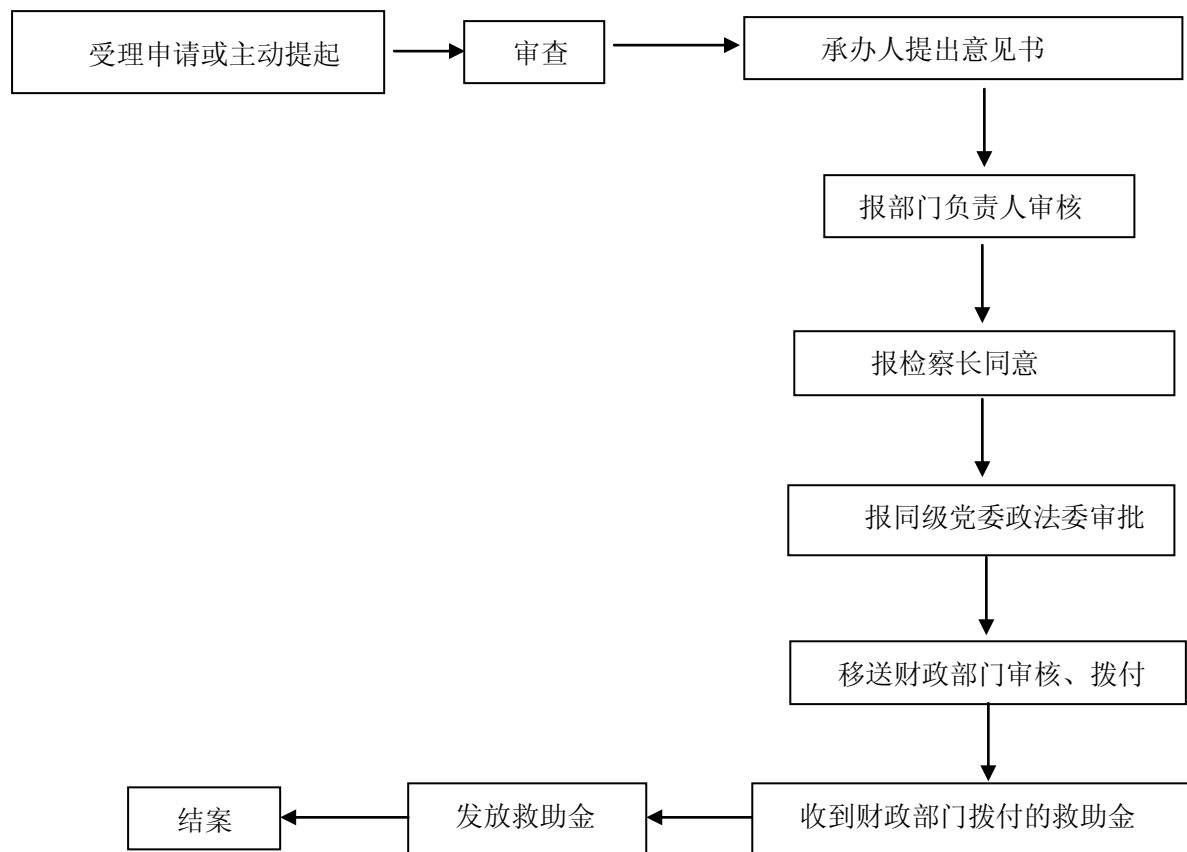 受理申请或主动提起
审查
承办人提出意见书
报部门负责人审核
报检察长同意
报同级党委政法委审批
移送财政部门审核、拨付
收到财政部门拨付的救助金
发放救助金
结案